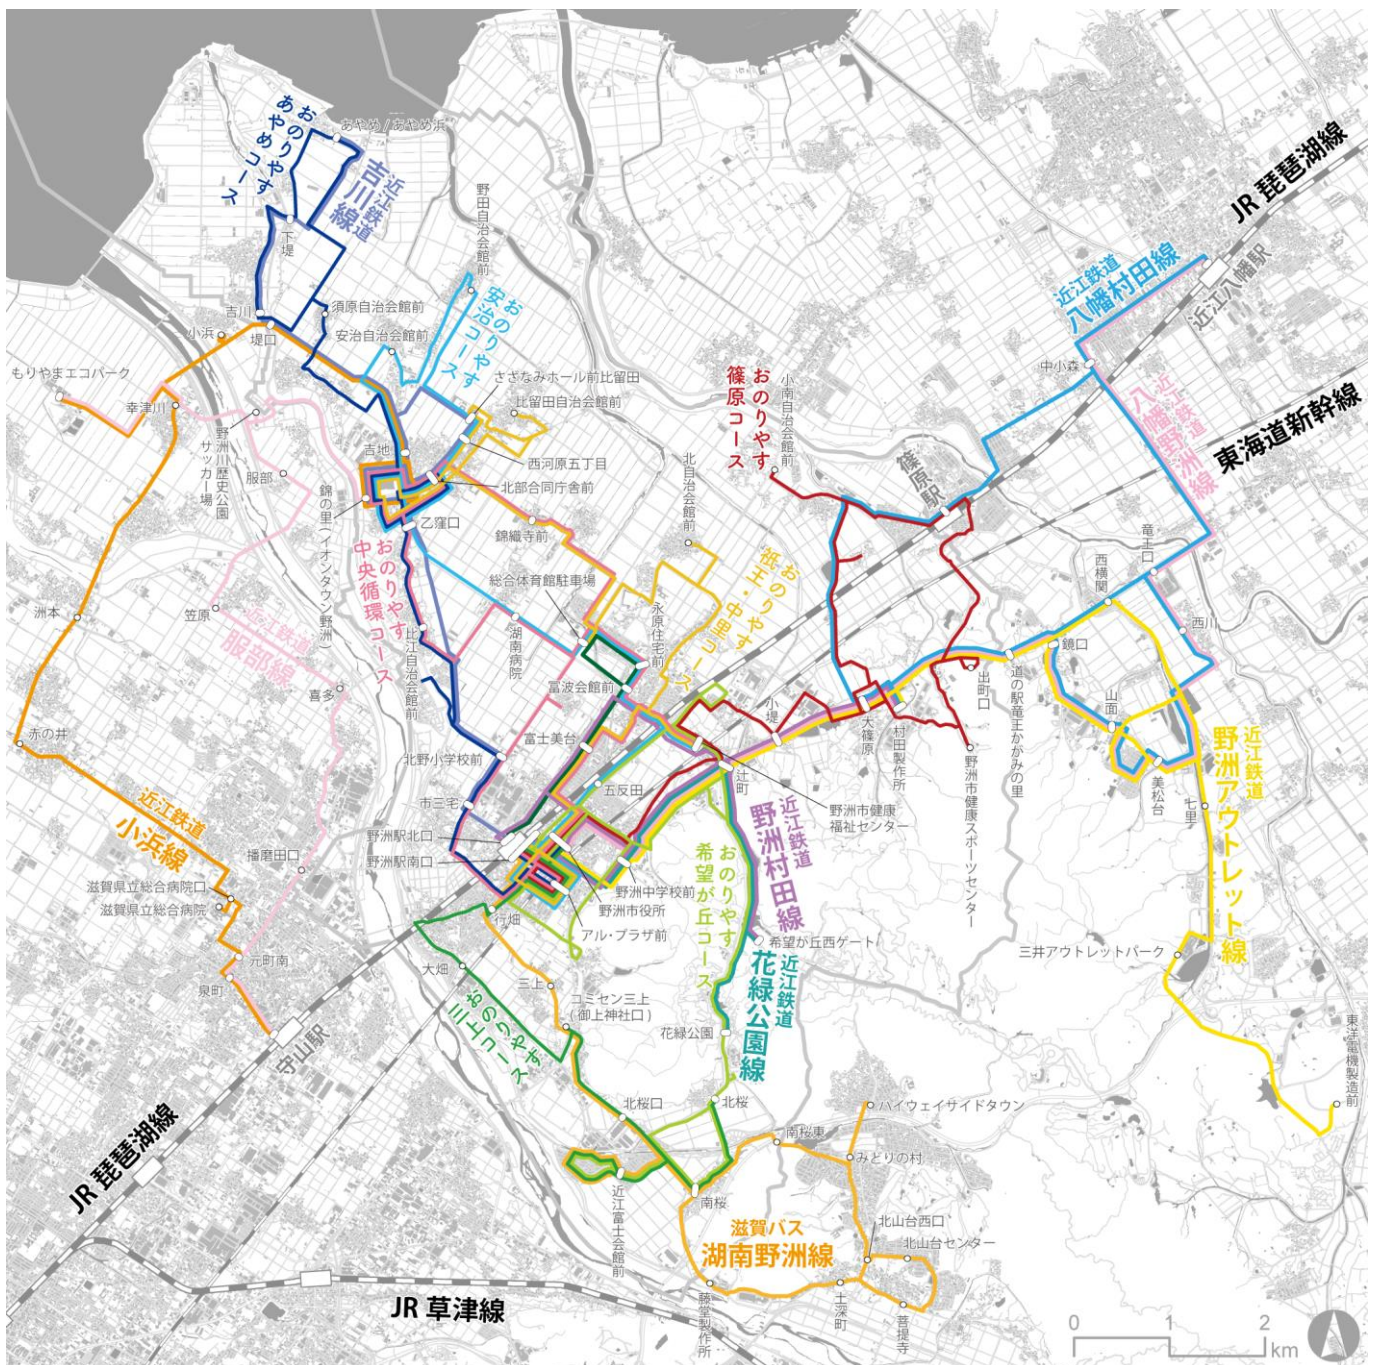 おのりやす
あやめコース
あやめ/あやめ浜
近江鉄道
吉川線
下堤
吉川
小浜
堤口
須原自治会館前
安治自治会館前
野田自治会館前
おのりやす
安治コース
さざなみホール前比留田
比留田自治会館前
西河原五丁目
北部合同庁舎前
もりやまエコパーク
幸津川
野洲川歴史公園
サッカー場
服部
吉地
錦の里(イオンタウン野洲)
乙窪口
錦織寺前
北自治会館前
おのりやす
篠原コース
小南自治会館前
篠原駅
JR 琵琶湖線
近江八幡駅
近江鉄道
八幡村田線
中小森
近江鉄道
八幡野洲線
東海道新幹線
竜王口
西横関
西川
鏡口
山面
美松台
七里
近江鉄道
野洲アウトレット線
おのりやす
中央循環コース
比江自治会館前
総合体育館駐車場
湖南病院
永原住宅前
おのりやす
祇王・中里コース
冨波会館前
富士美台
小堤
大篠原
村田製作所
出町口
道の駅竜王かがみの里
野洲市健康スポーツセンター
洲本
笠原
近江鉄道
服部線
喜多
赤の井
北野小学校前
市三宅
五反田
辻町
野洲市健康
福祉センター
近江鉄道
小浜線
播磨田口
野洲駅北口
野洲駅南口
野洲中学校前
野洲市役所
アル・プラザ前
おのりやす
希望が丘コース
近江鉄道
野洲村田線
希望が丘西ゲート
近江鉄道
花緑公園線
花緑公園
滋賀県立総合病院口
滋賀県立総合病院
元町南
泉町
守山駅
行畑
大畑
三上
コミセン三上
(御上神社口)
おのりやす
三上コース
三井アウトレットパーク
東洋電機製造前
JR 琵琶湖線
北桜口
北桜
南桜東
ハイウェイサイドタウン
みどりの村
近江富士会館前
南桜
滋賀バス
湖南野洲線
北山台西口
北山台センター
藤堂製作所
土深町
菩提寺
JR 草津線
0 1 2
km